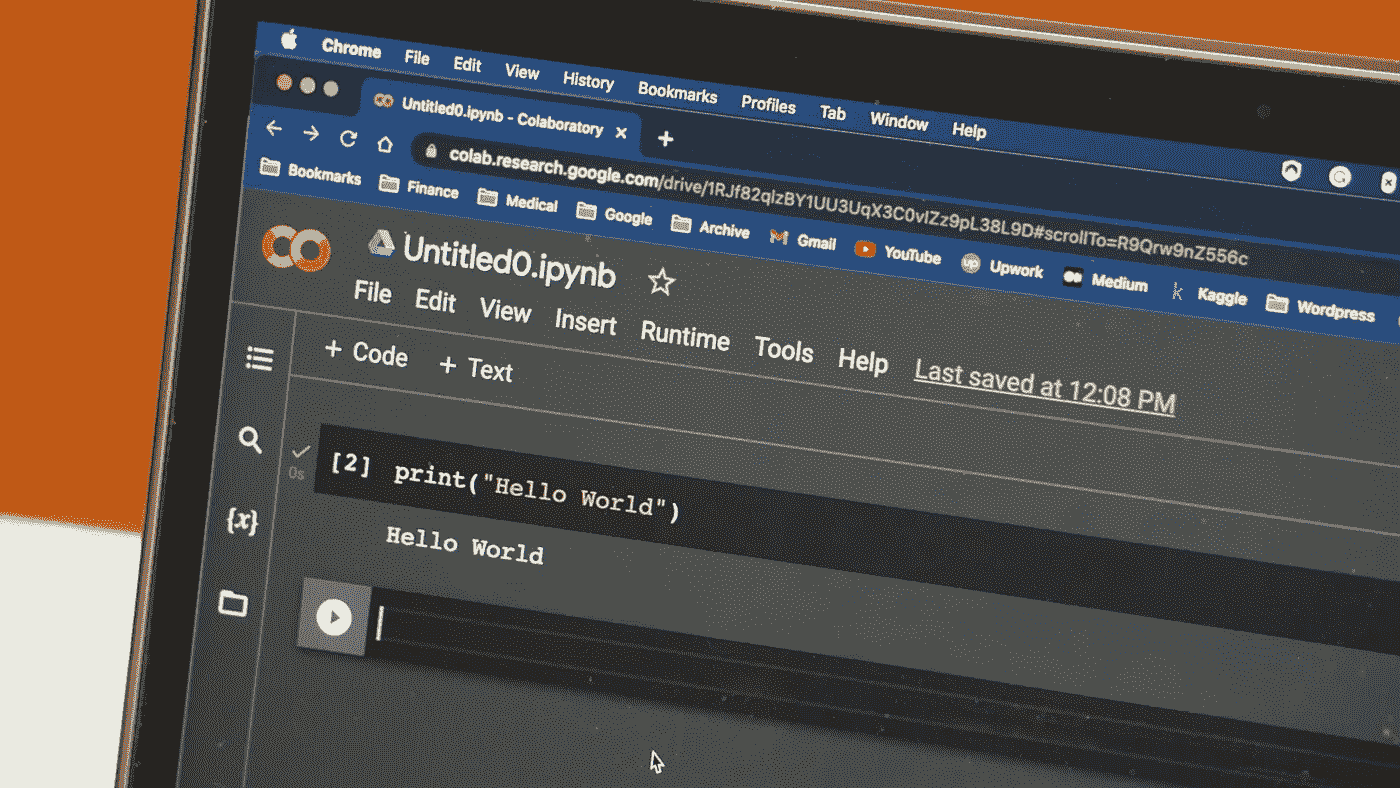 Chrome File Edit View History Bookmarks Profiles Tab Window Help
Untitled0.ipynb - Colaboratory
colab.research.google.com/drive/1RJf82qlzBY1UU3UqX3C0vIZz9pL38L9D#scrollTo=R9Qrw9nZ556c
Bookmarks Finance Medical Google Archive Gmail YouTube up Upwork Medium k Kaggle Wordpress
Untitled0.ipynb
File Edit View Insert Runtime Tools Help Last saved at 12:08 PM
+ Code + Text
[2] print("Hello World")
0s
Hello World
{x}